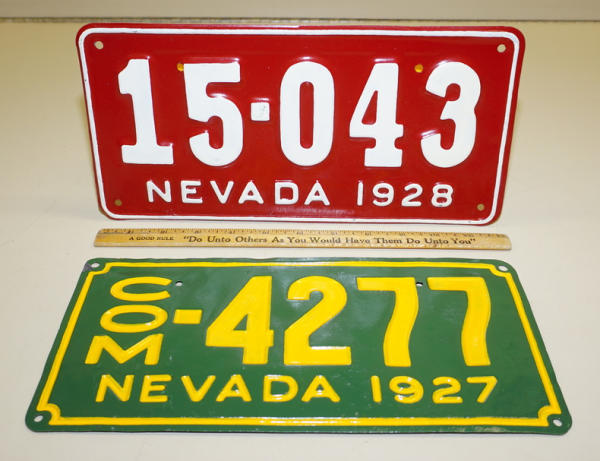 15-043
NEVADA 1928
A GOOD RULE "Do Unto Others As You Would Have Them Do Unto You"
COM-4277
NEVADA 1927